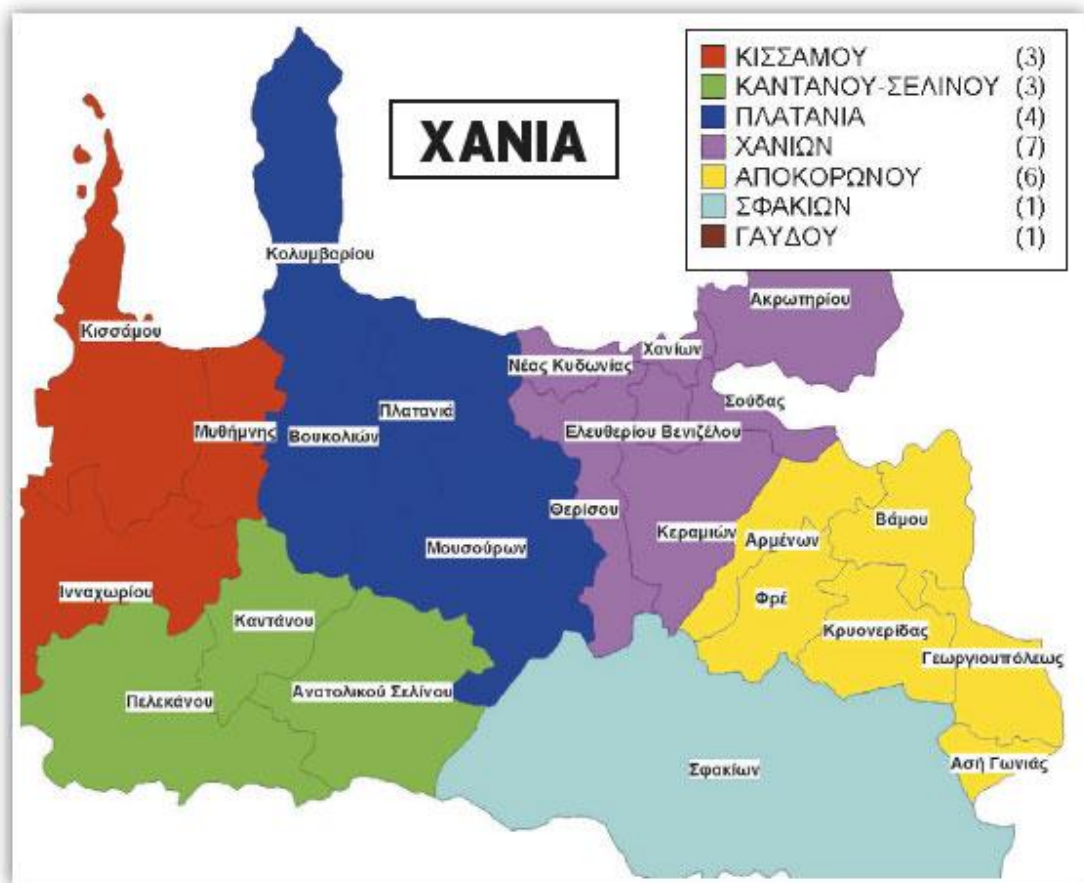 ΧΑΝΙΑ
ΚΙΣΣΑΜΟΥ (3)
ΚΑΝΤΑΝΟΥ-ΣΕΛΙΝΟΥ (3)
ΠΛΑΤΑΝΙΑ (4)
ΧΑΝΙΩΝ (7)
ΑΠΟΚΟΡΩΝΟΥ (6)
ΣΦΑΚΙΩΝ (1)
ΓΑΥΔΟΥ (1)
Κολυμβαρίου
Ακρωτηρίου
Κισσάμου
Χανίων
Νέας Κυδωνίας
Σούδας
Πλατανιά
Μυθήμνης
Βουκολιών
Ελευθερίου Βενιζέλου
Θερίσου
Κεραμιών
Βάμου
Αρμένων
Μουσούρων
Ινναχωρίου
Φρέ
Καντάνου
Κρυονερίδας
Γεωργιουπόλεως
Πελεκάνου
Ανατολικού Σελίνου
Ασή Γωνιάς
Σφακίων